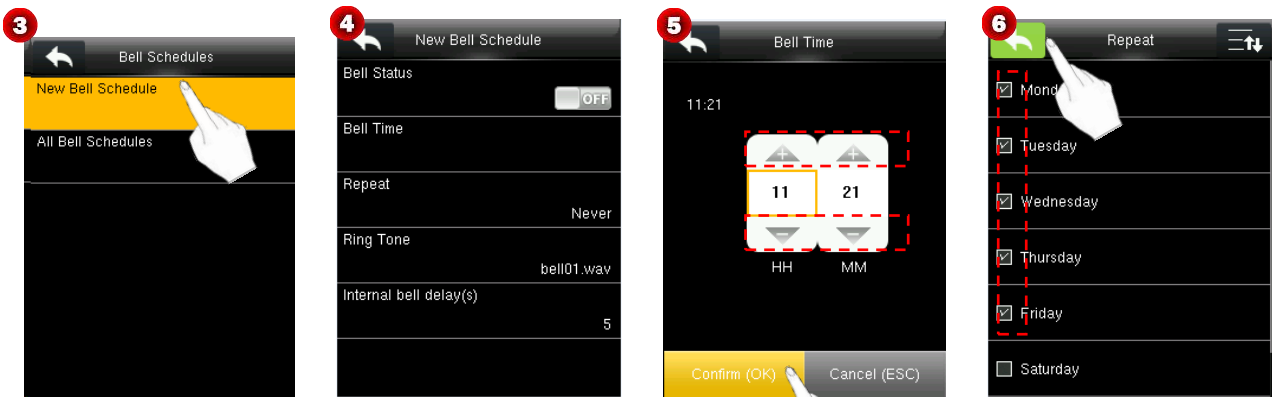 3
Bell Schedules
New Bell Schedule
All Bell Schedules
4
New Bell Schedule
Bell Status
OFF
Bell Time
Repeat
Never
Ring Tone
bell01.wav
Internal bell delay(s)
5
5
Bell Time
11:21
11 21
HH MM
Confirm (OK) Cancel (ESC)
6
Repeat
Mond
Tuesday
Wednesday
Thursday
Friday
Saturday